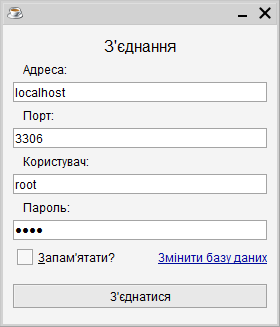 З'єднання
Адреса:
localhost
Порт:
3306
Користувач:
root
Пароль:
●●●●
Запам'ятати? Змінити базу даних
З'єднатися